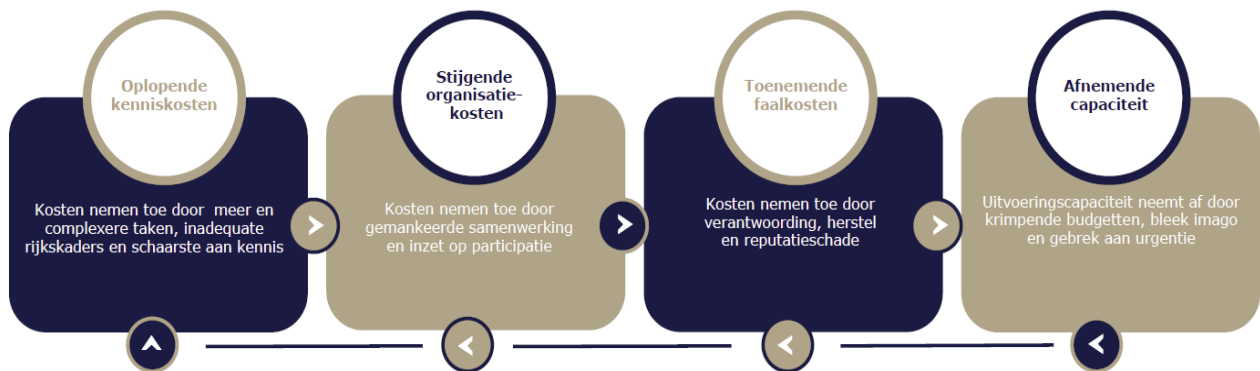 Oplopende
kenniskosten
Kosten nemen toe door  meer en
complexere taken, inadequate
rijkskaders en schaarste aan kennis
Stijgende
organisatie-
kosten
Kosten nemen toe door
gemankeerde samenwerking
en inzet op participatie
Toenemende
faalkosten
Kosten nemen toe door
verantwoording, herstel
en reputatieschade
Afnemende
capaciteit
Uitvoeringscapaciteit neemt af door
krimpende budgetten, bleek imago
en gebrek aan urgentie